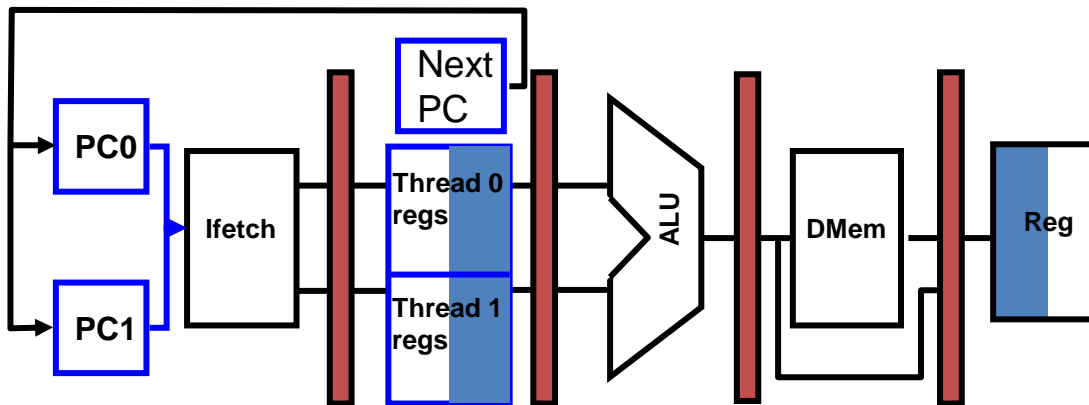 Next
PC
PC0
PC1
Ifetch
Thread 0
regs
Thread 1
regs
ALU
DMem
Reg